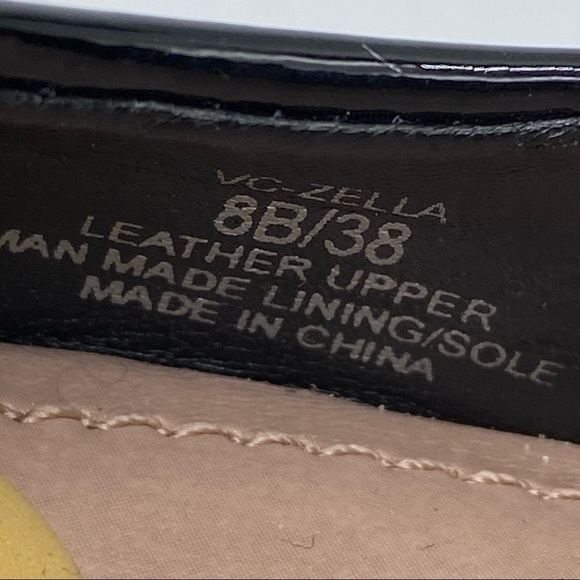 VC-ZELLA
8B/38
LEATHER UPPER
MAN MADE LINING/SOLE
MADE IN CHINA